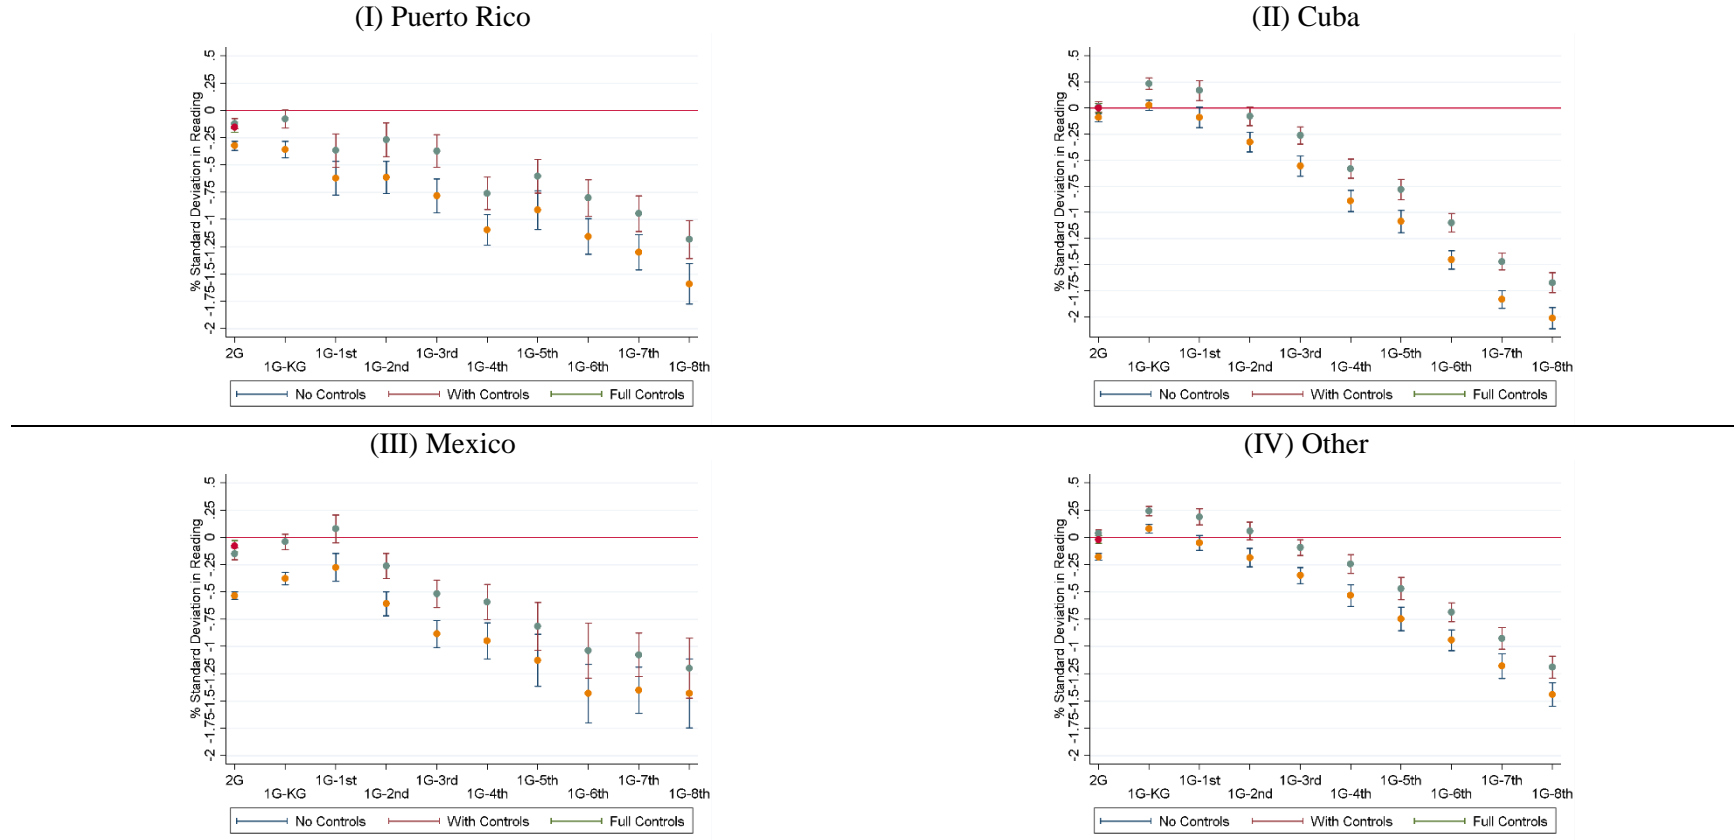 (I) Puerto Rico
% Standard Deviation in Reading
.5
.25
0
-.25
-.5
-.75
-1
-1.25
-1.5
-1.75
-2
2G
1G-KG
1G-1st
1G-2nd
1G-3rd
1G-4th
1G-5th
1G-6th
1G-7th
1G-8th
No Controls With Controls Full Controls
(II) Cuba
% Standard Deviation in Reading
.5
.25
0
-.25
-.5
-.75
-1
-1.25
-1.5
-1.75
-2
2G
1G-KG
1G-1st
1G-2nd
1G-3rd
1G-4th
1G-5th
1G-6th
1G-7th
1G-8th
No Controls With Controls Full Controls
(III) Mexico
% Standard Deviation in Reading
.5
.25
0
-.25
-.5
-.75
-1
-1.25
-1.5
-1.75
-2
2G
1G-KG
1G-1st
1G-2nd
1G-3rd
1G-4th
1G-5th
1G-6th
1G-7th
1G-8th
No Controls With Controls Full Controls
(IV) Other
% Standard Deviation in Reading
.5
.25
0
-.25
-.5
-.75
-1
-1.25
-1.5
-1.75
-2
2G
1G-KG
1G-1st
1G-2nd
1G-3rd
1G-4th
1G-5th
1G-6th
1G-7th
1G-8th
No Controls With Controls Full Controls